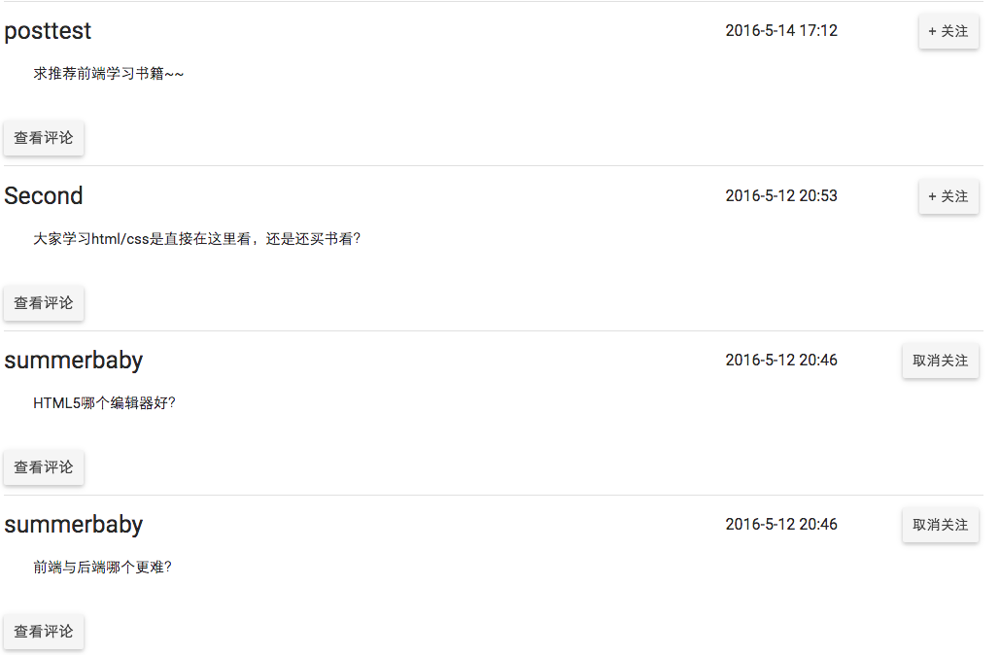 posttest 2016-5-14 17:12 + 关注
求推荐前端学习书籍~~
查看评论
Second 2016-5-12 20:53 + 关注
大家学习html/css是直接在这里看，还是还买书看?
查看评论
summerbaby 2016-5-12 20:46 取消关注
HTML5哪个编辑器好?
查看评论
summerbaby 2016-5-12 20:46 取消关注
前端与后端哪个更难?
查看评论